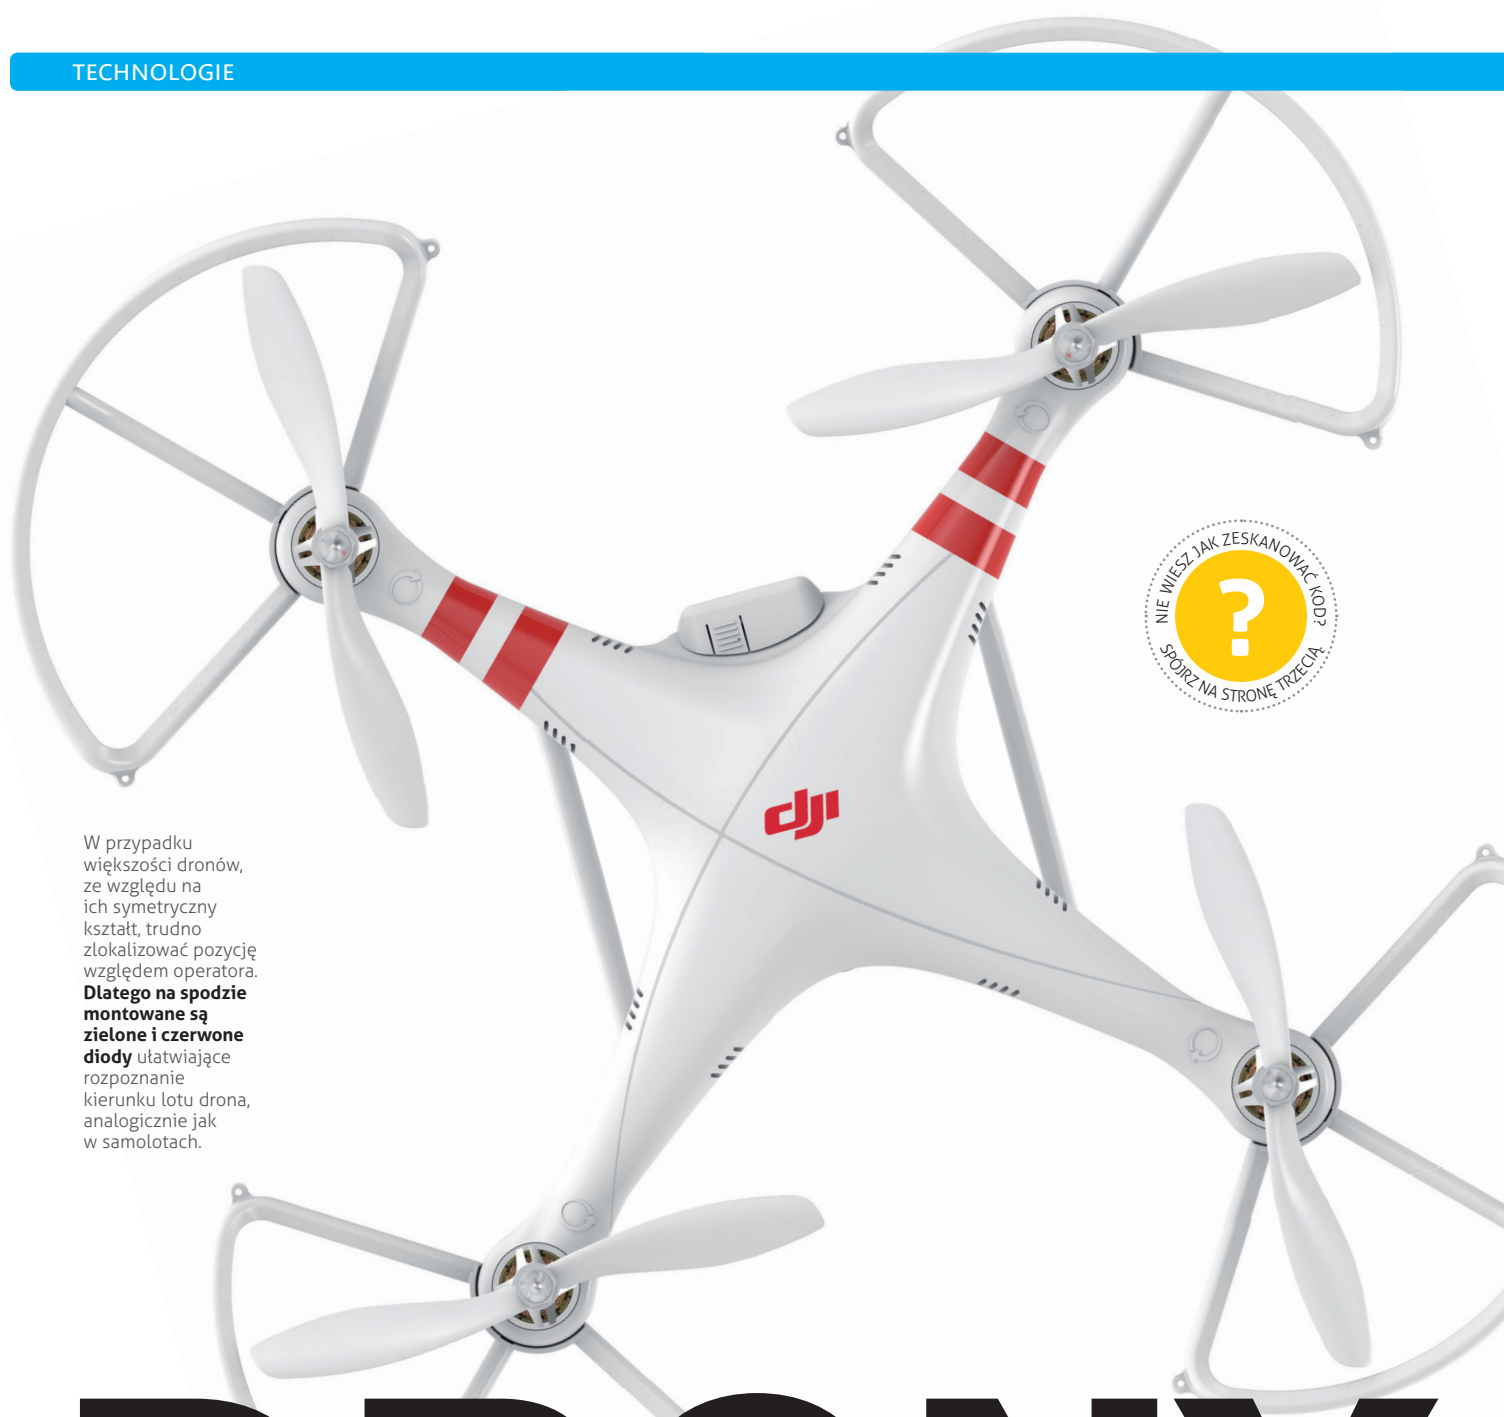 TECHNOLOGIE
NIE WIESZ JAK ZESKANOWAĆ KOD?
?
SPÓJRZ NA STRONĘ TRZECIĄ
dji
W przypadku
większości dronów,
ze względu na
ich symetryczny
kształt, trudno
zlokalizować pozycję
względem operatora.
Dlatego na spodzie
montowane są
zielone i czerwone
diody ułatwiające
rozpoznanie
kierunku lotu drona,
analogicznie jak
w samolotach.